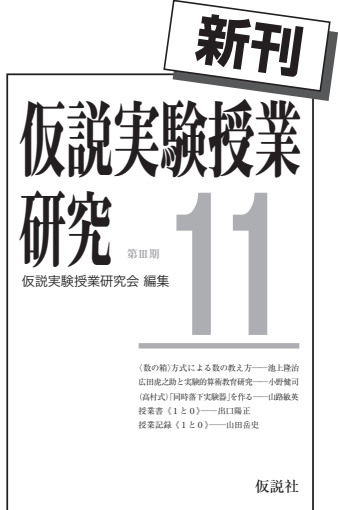 新刊
仮説実験授業
研究 第Ⅲ期 11
仮説実験授業研究会 編集
〈数の箱〉方式による数の教え方──池上隆治
広田虎之助と実験的算術教育研究──小野健司
(高村式)「同時落下実験器」を作る──山路敏英
授業書《1と0》──出口陽正
授業記録《1と0》──山田岳史
仮説社